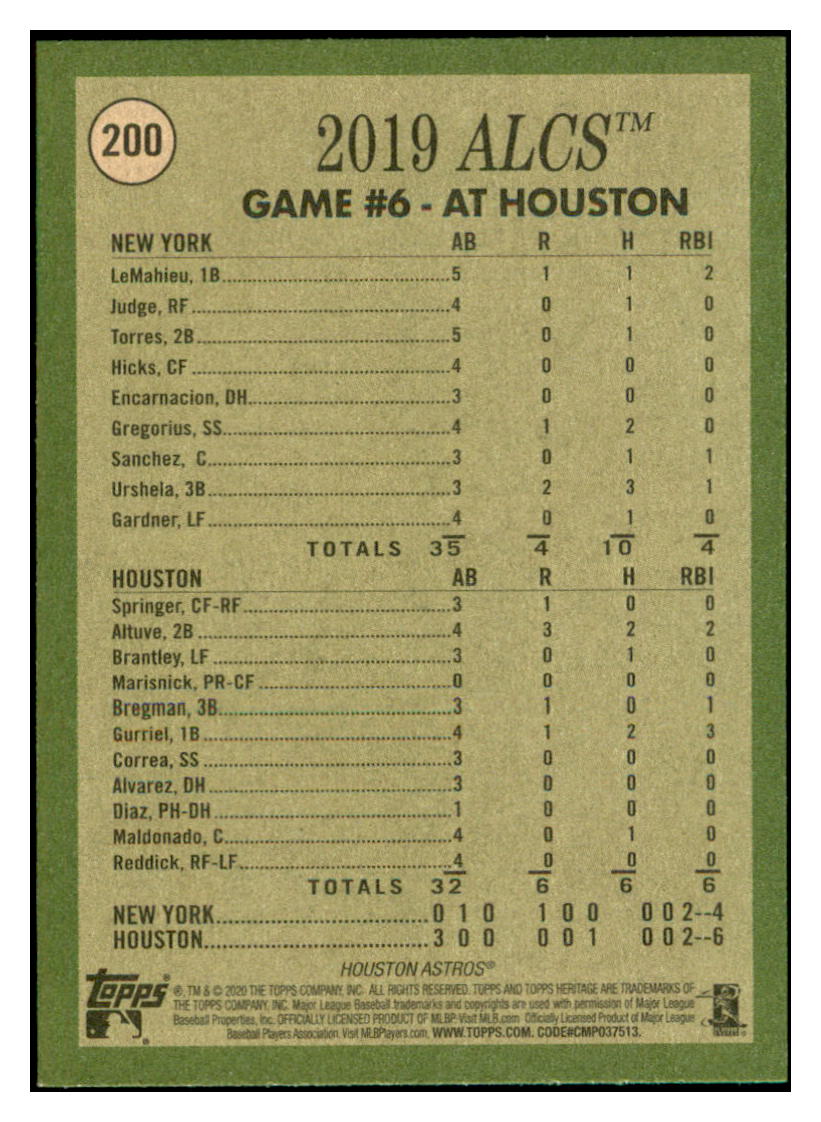 200
2019 ALCS™
GAME #6 - AT HOUSTON
NEW YORK AB R H RBI
LeMahieu, 1B 5 1 1 2
Judge, RF 4 0 1 0
Torres, 2B 5 0 1 0
Hicks, CF 4 0 0 0
Encarnacion, DH 3 0 0 0
Gregorius, SS 4 1 2 0
Sanchez, C 3 0 1 1
Urshela, 3B 3 2 3 1
Gardner, LF 4 0 1 0
TOTALS 35 4 10 4
HOUSTON AB R H RBI
Springer, CF-RF 3 1 0 0
Altuve, 2B 4 3 2 2
Brantley, LF 3 0 1 0
Marisnick, PR-CF 0 0 0 0
Bregman, 3B 3 1 0 1
Gurriel, 1B 4 1 2 3
Correa, SS 3 0 0 0
Alvarez, DH 3 0 0 0
Diaz, PH-DH 1 0 0 0
Maldonado, C 4 0 1 0
Reddick, RF-LF 4 0 0 0
TOTALS 32 6 6 6
NEW YORK 0 1 0 1 0 0 0 0 2--4
HOUSTON 3 0 0 0 0 1 0 0 2--6
HOUSTON ASTROS®
topps
®, TM & © 2020 THE TOPPS COMPANY, INC. ALL RIGHTS RESERVED. TOPPS AND TOPPS HERITAGE ARE TRADEMARKS OF
THE TOPPS COMPANY, INC. Major League Baseball trademarks and copyrights are used with permission of Major League
Baseball Properties, Inc. OFFICIALLY LICENSED PRODUCT OF MLBP Visit MLB.com Officially Licensed Product of Major League
Baseball Players Association. Visit MLBPlayers.com. WWW.TOPPS.COM. CODE#CMP037513.